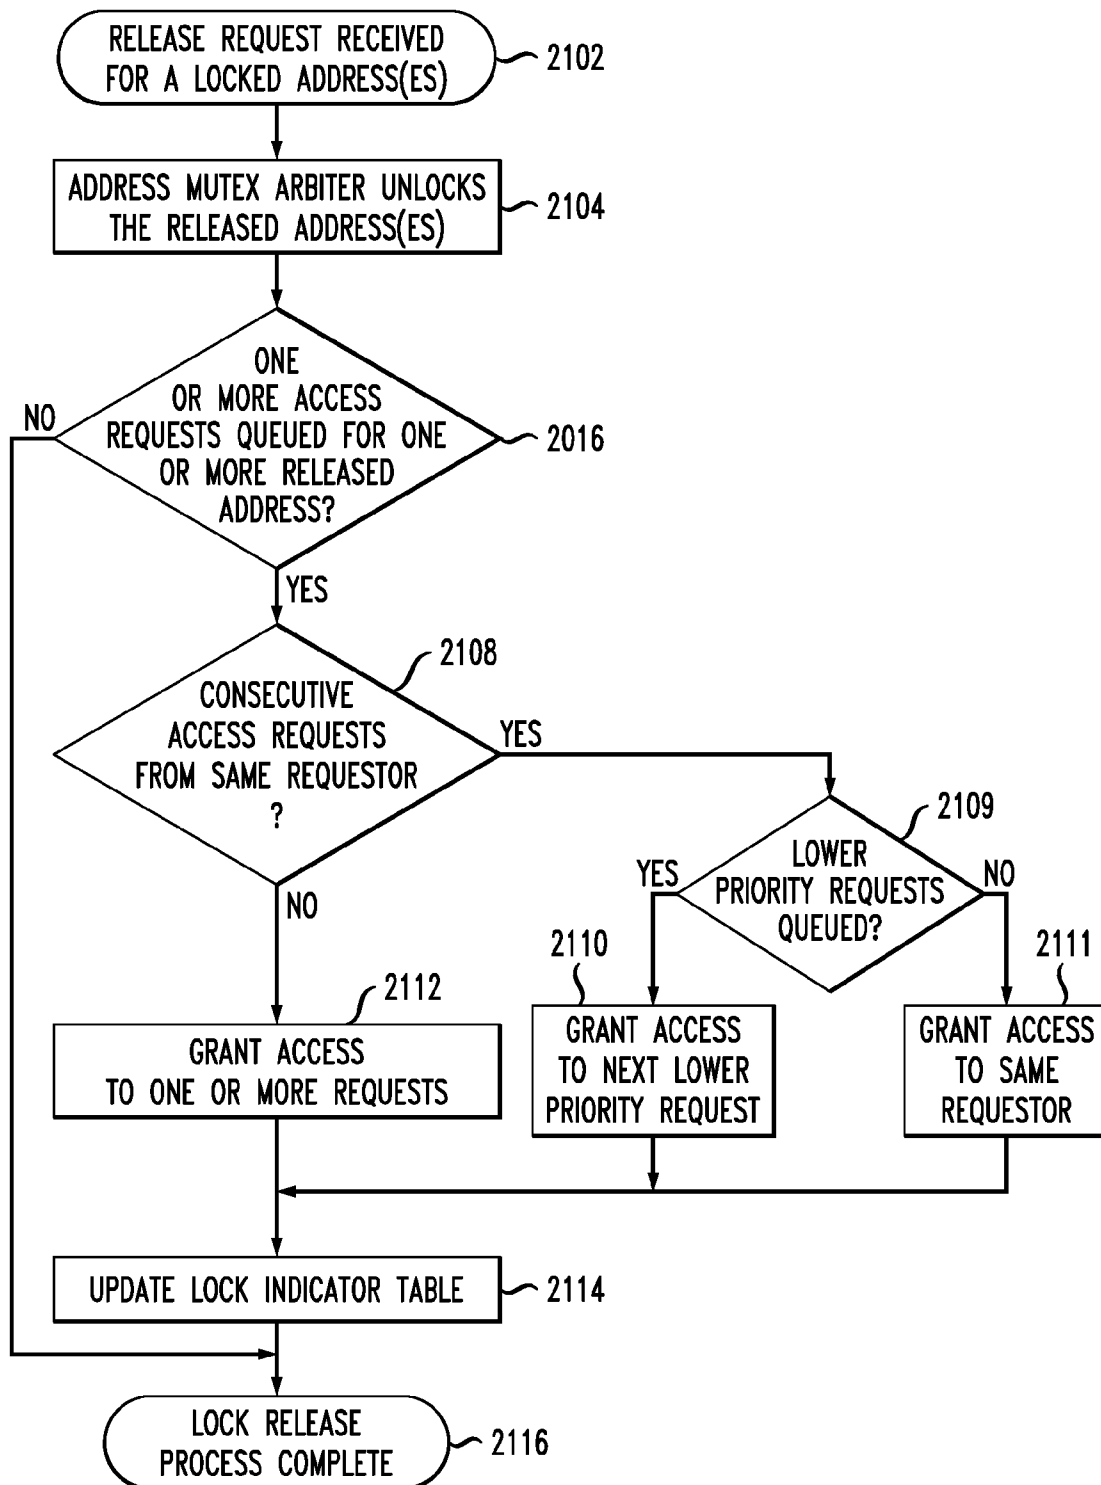 RELEASE REQUEST RECEIVED
FOR A LOCKED ADDRESS(ES)
2102
ADDRESS MUTEX ARBITER UNLOCKS
THE RELEASED ADDRESS(ES)
2104
ONE
OR MORE ACCESS
REQUESTS QUEUED FOR ONE
OR MORE RELEASED
ADDRESS?
2016
NO
YES
CONSECUTIVE
ACCESS REQUESTS
FROM SAME REQUESTOR
?
2108
YES
NO
LOWER
PRIORITY REQUESTS
QUEUED?
2109
YES
NO
GRANT ACCESS
TO NEXT LOWER
PRIORITY REQUEST
2110
GRANT ACCESS
TO SAME
REQUESTOR
2111
GRANT ACCESS
TO ONE OR MORE REQUESTS
2112
UPDATE LOCK INDICATOR TABLE
2114
LOCK RELEASE
PROCESS COMPLETE
2116